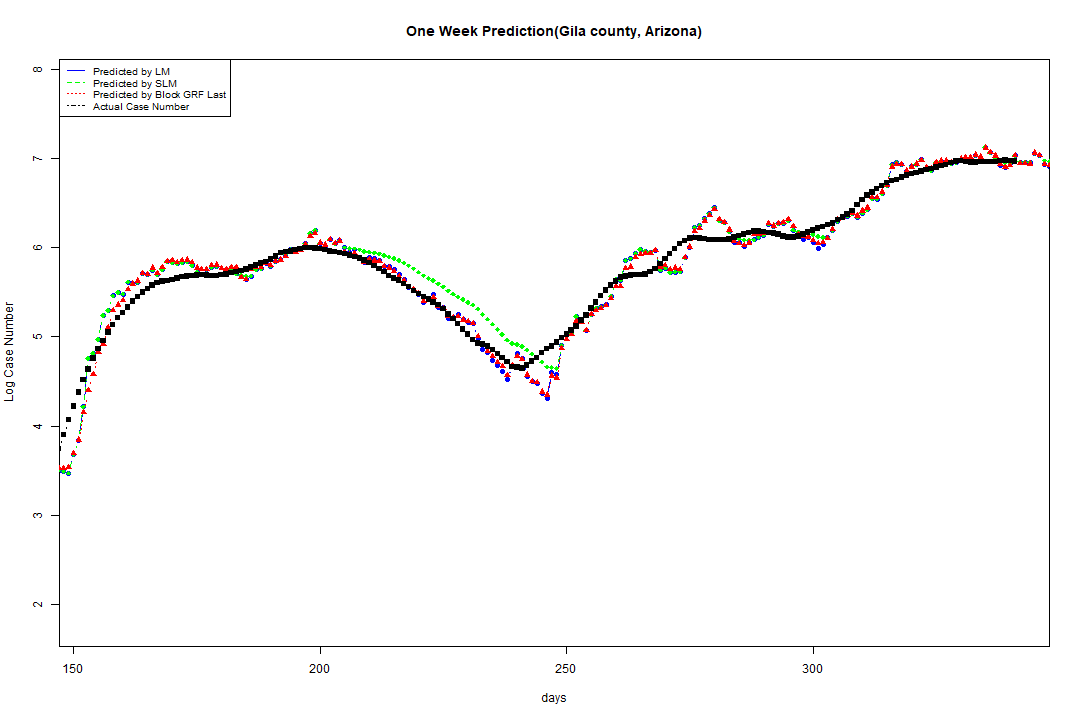 One Week Prediction(Gila county, Arizona)
Predicted by LM
Predicted by SLM
Predicted by Block GRF Last
Actual Case Number
Log Case Number
8
7
6
5
4
3
2
150 200 250 300
days